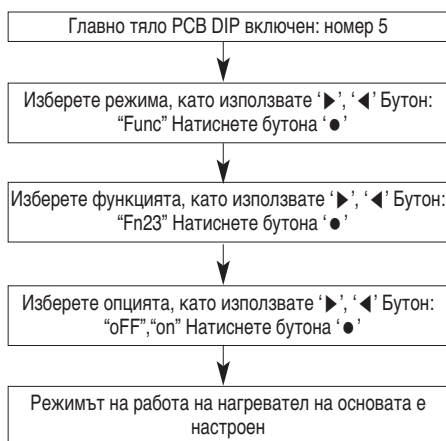 Главно тяло PCB DIP включен: номер 5
Изберете режима, като използвате ‘▶’, ‘◀’ Бутон:
“Func” Натиснете бутона ‘●’
Изберете функцията, като използвате ‘▶’, ‘◀’ Бутон:
“Fn23” Натиснете бутона ‘●’
Изберете опцията, като използвате ‘▶’, ‘◀’ Бутон:
“oFF”,“on” Натиснете бутона ‘●’
Режимът на работа на нагревател на основата е
настроен